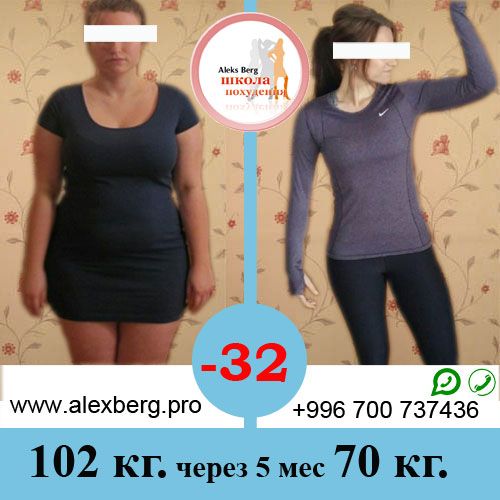 Aleks Berg
школа
похудения
-32
www.alexberg.pro
+996 700 737436
102 кг. через 5 мес 70 кг.